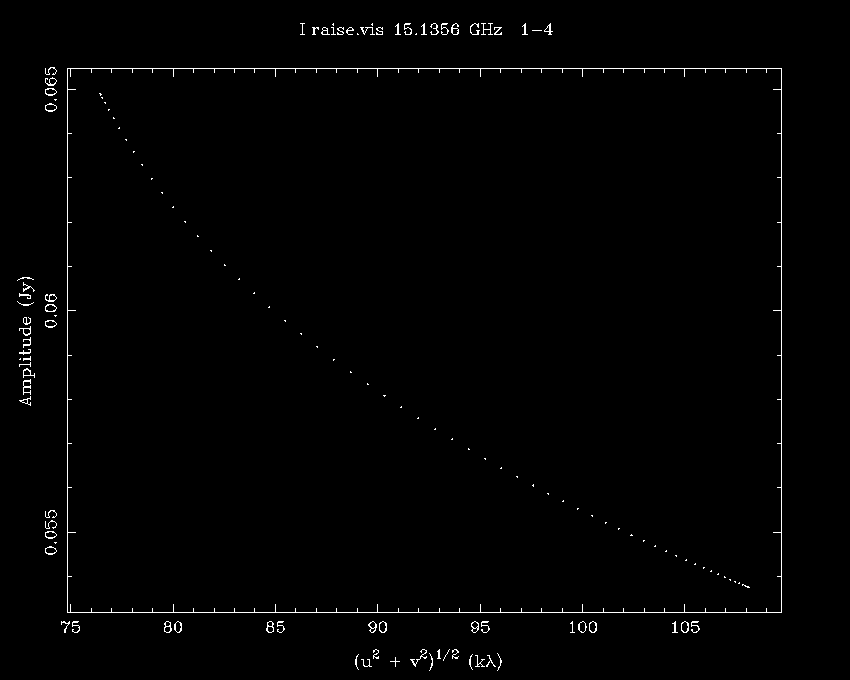 I raise.vis 15.1356 GHz 1−4
0.065
0.06
0.055
Amplitude (Jy)
75 80 85 90 95 100 105
(u² + v²)¹/² (kλ)